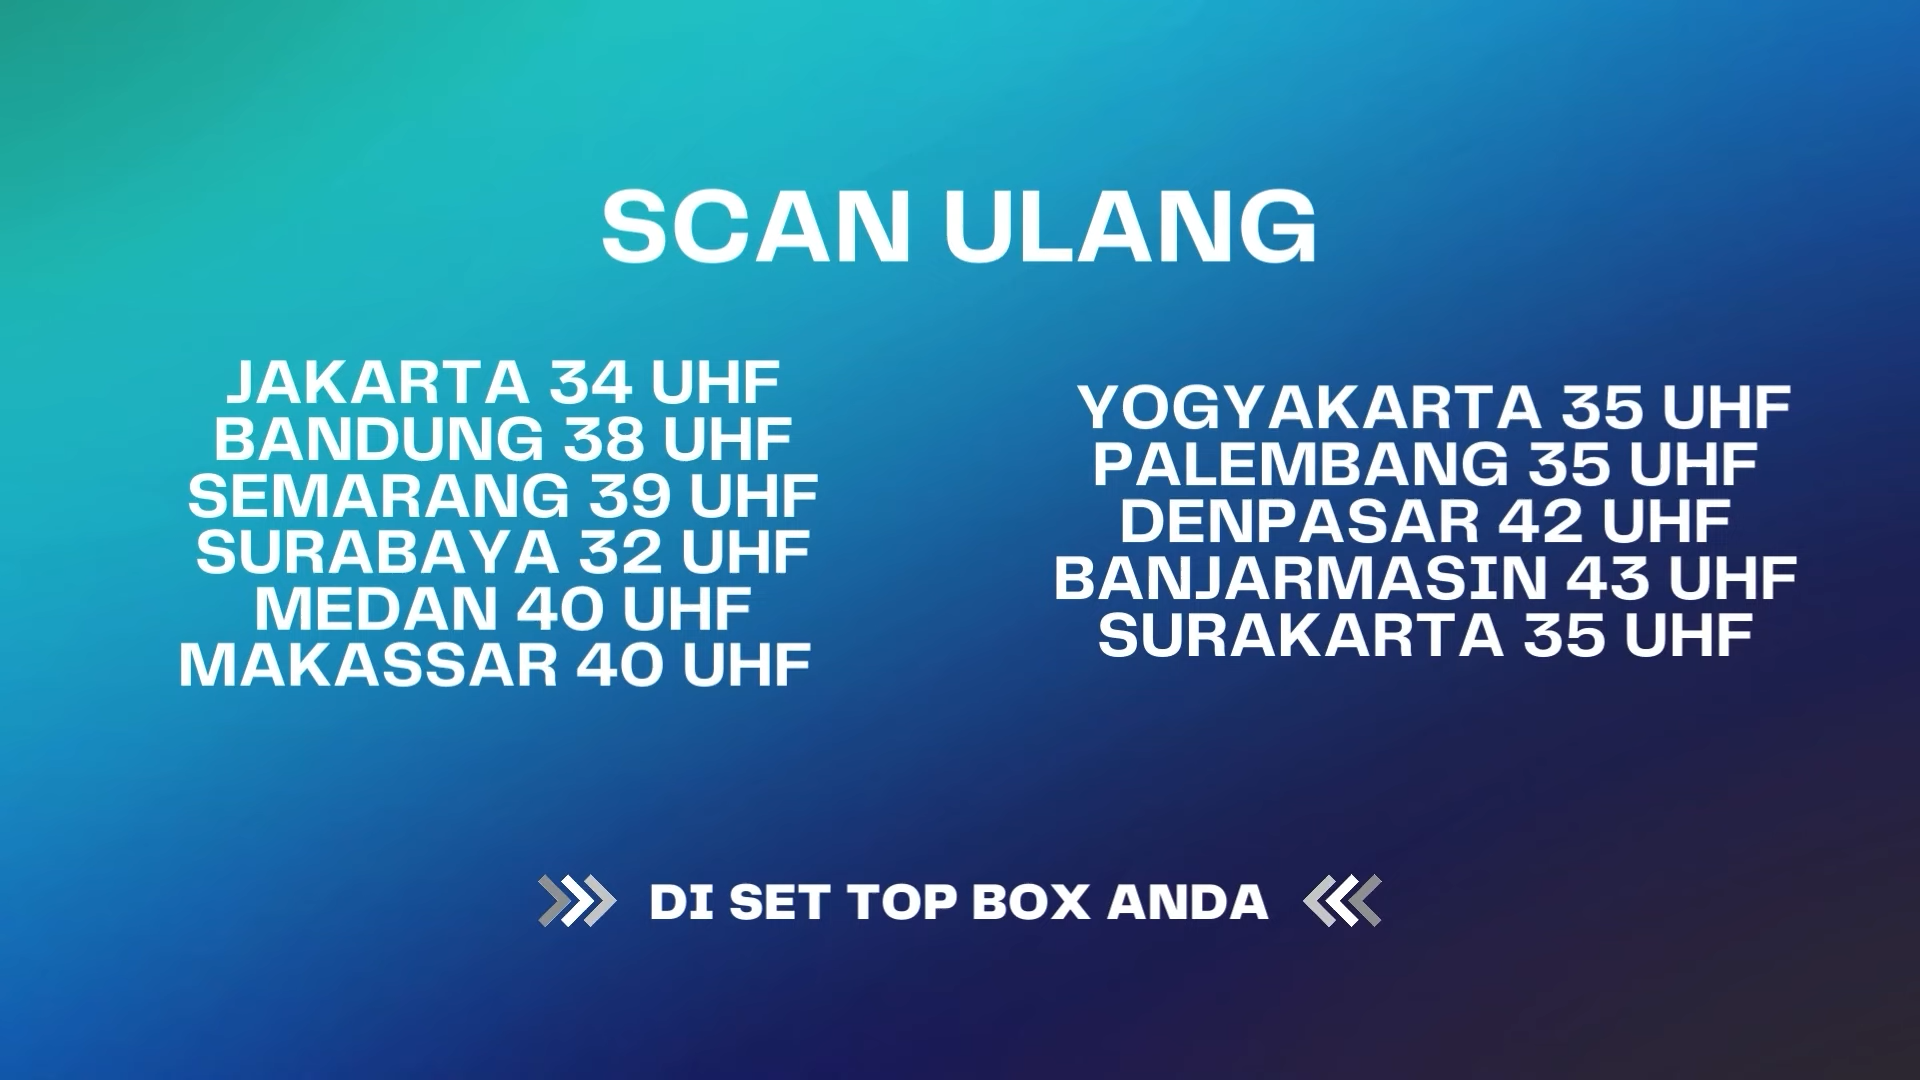 SCAN ULANG
JAKARTA 34 UHF
BANDUNG 38 UHF
SEMARANG 39 UHF
SURABAYA 32 UHF
MEDAN 40 UHF
MAKASSAR 40 UHF
YOGYAKARTA 35 UHF
PALEMBANG 35 UHF
DENPASAR 42 UHF
BANJARMASIN 43 UHF
SURAKARTA 35 UHF
DI SET TOP BOX ANDA